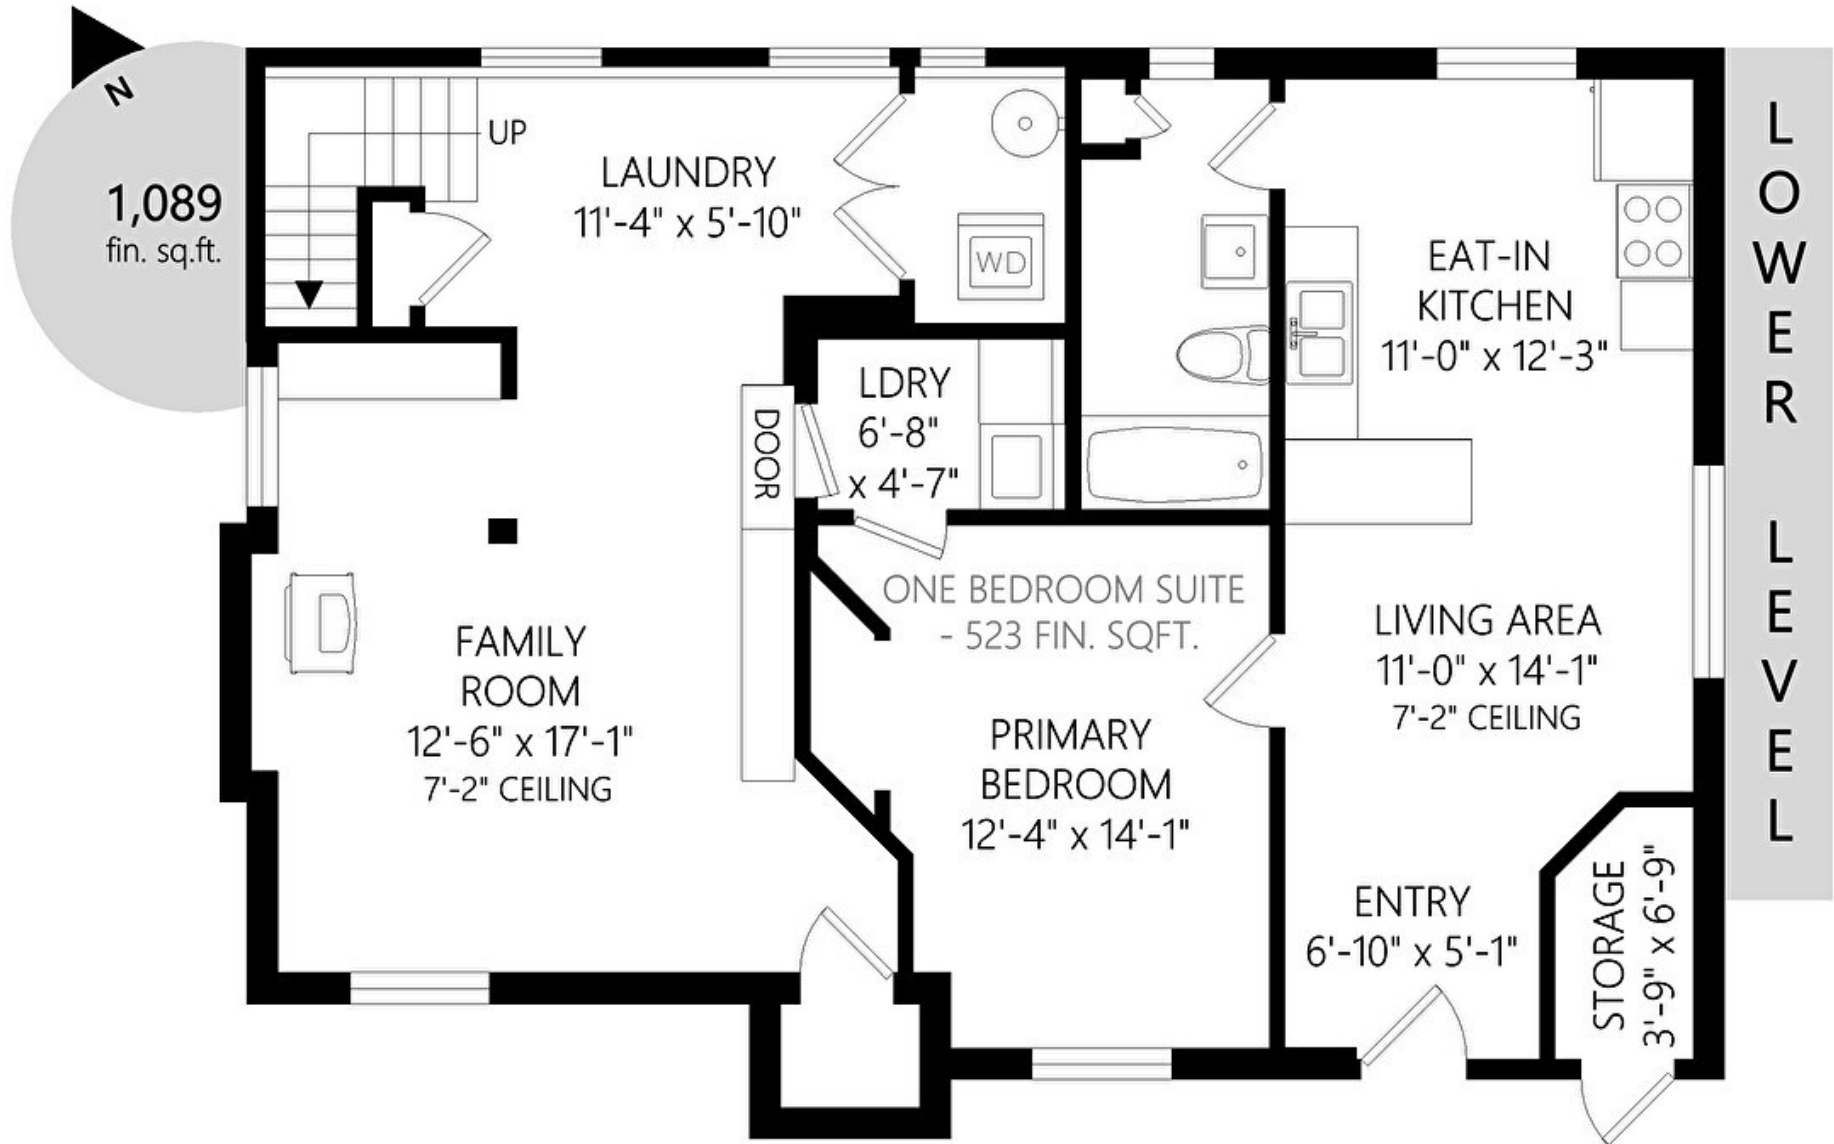 N
1,089
fin. sq.ft.
UP
LAUNDRY
11'-4" x 5'-10"
WD
EAT-IN
KITCHEN
11'-0" x 12'-3"
LDRY
6'-8"
x 4'-7"
DOOR
ONE BEDROOM SUITE
- 523 FIN. SQFT.
FAMILY
ROOM
12'-6" x 17'-1"
7'-2" CEILING
PRIMARY
BEDROOM
12'-4" x 14'-1"
LIVING AREA
11'-0" x 14'-1"
7'-2" CEILING
ENTRY
6'-10" x 5'-1"
STORAGE
3'-9" x 6'-9"
LOWER LEVEL